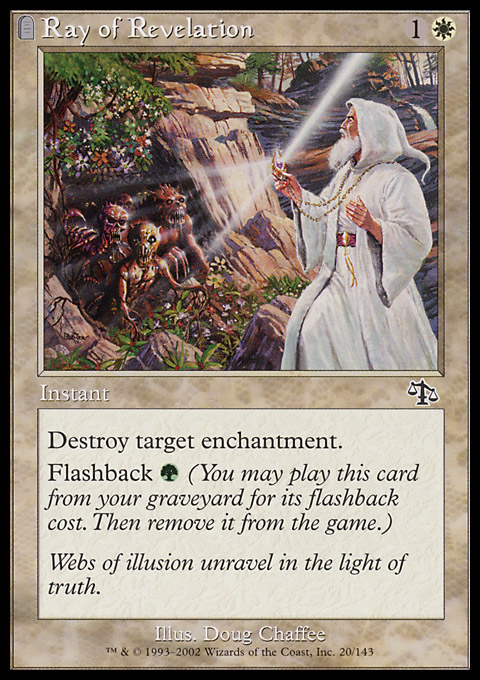 Ray of Revelation 1
Instant
Destroy target enchantment.
Flashback (You may play this card
from your graveyard for its flashback
cost. Then remove it from the game.)
Webs of illusion unravel in the light of
truth.
Illus. Doug Chaffee
™ & © 1993-2002 Wizards of the Coast, Inc. 20/143